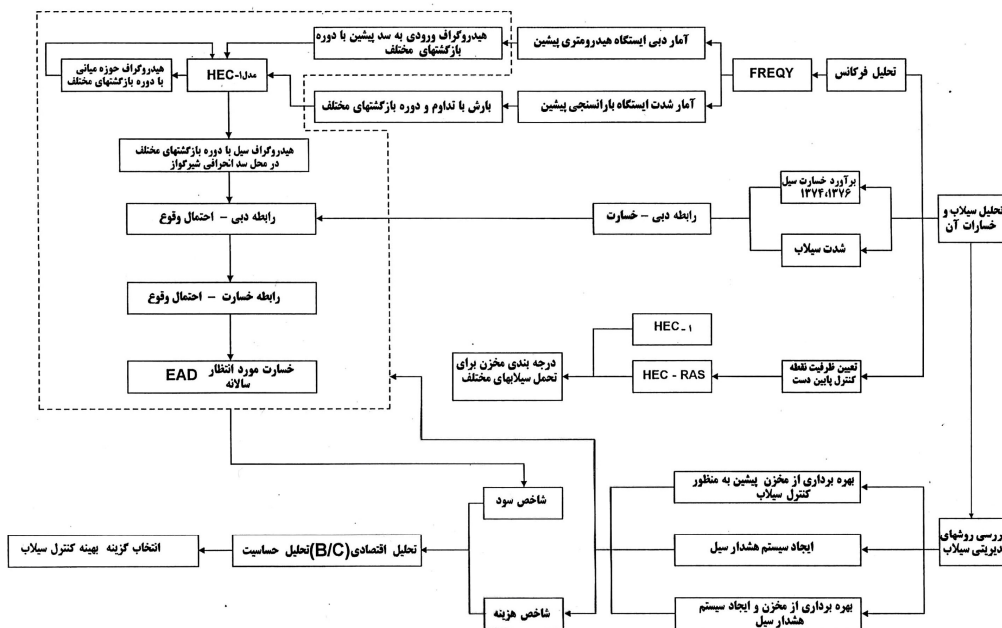 آمار دبی ایستگاه هیدرومتری پیشین
هیدروگراف ورودی به سد پیشین با دوره
بازگشتهای مختلف
تحلیل فرکانس
FREQY
مدل HEC-۱
هیدروگراف حوزه میانی
با دوره بازگشتهای مختلف
آمار شدت ایستگاه بارانسنجی پیشین
بارش با تداوم و دوره بازگشتهای مختلف
هیدروگراف سیل با دوره بازگشتهای مختلف
در محل سد انحرافی شیرگواز
برآورد خسارت سیل
۱۳۷۴،۱۳۷۶
تحلیل سیلاب و
خسارات آن
رابطه دبی – خسارت
رابطه دبی – احتمال وقوع
شدت سیلاب
رابطه خسارت – احتمال وقوع
HEC - ۱
تعیین ظرفیت نقطه
کنترل پایین دست
HEC - RAS
درجه بندی مخزن برای
تحمل سیلابهای مختلف
خسارت مورد انتظار EAD
سالانه
بهره برداری از مخزن پیشین به منظور
کنترل سیلاب
شاخص سود
بررسی روشهای
مدیریتی سیلاب
ایجاد سیستم هشدار سیل
تحلیل اقتصادی (B/C) تحلیل حساسیت
انتخاب گزینه بهینه کنترل سیلاب
بهره برداری از مخزن و ایجاد سیستم
هشدار سیل
شاخص هزینه